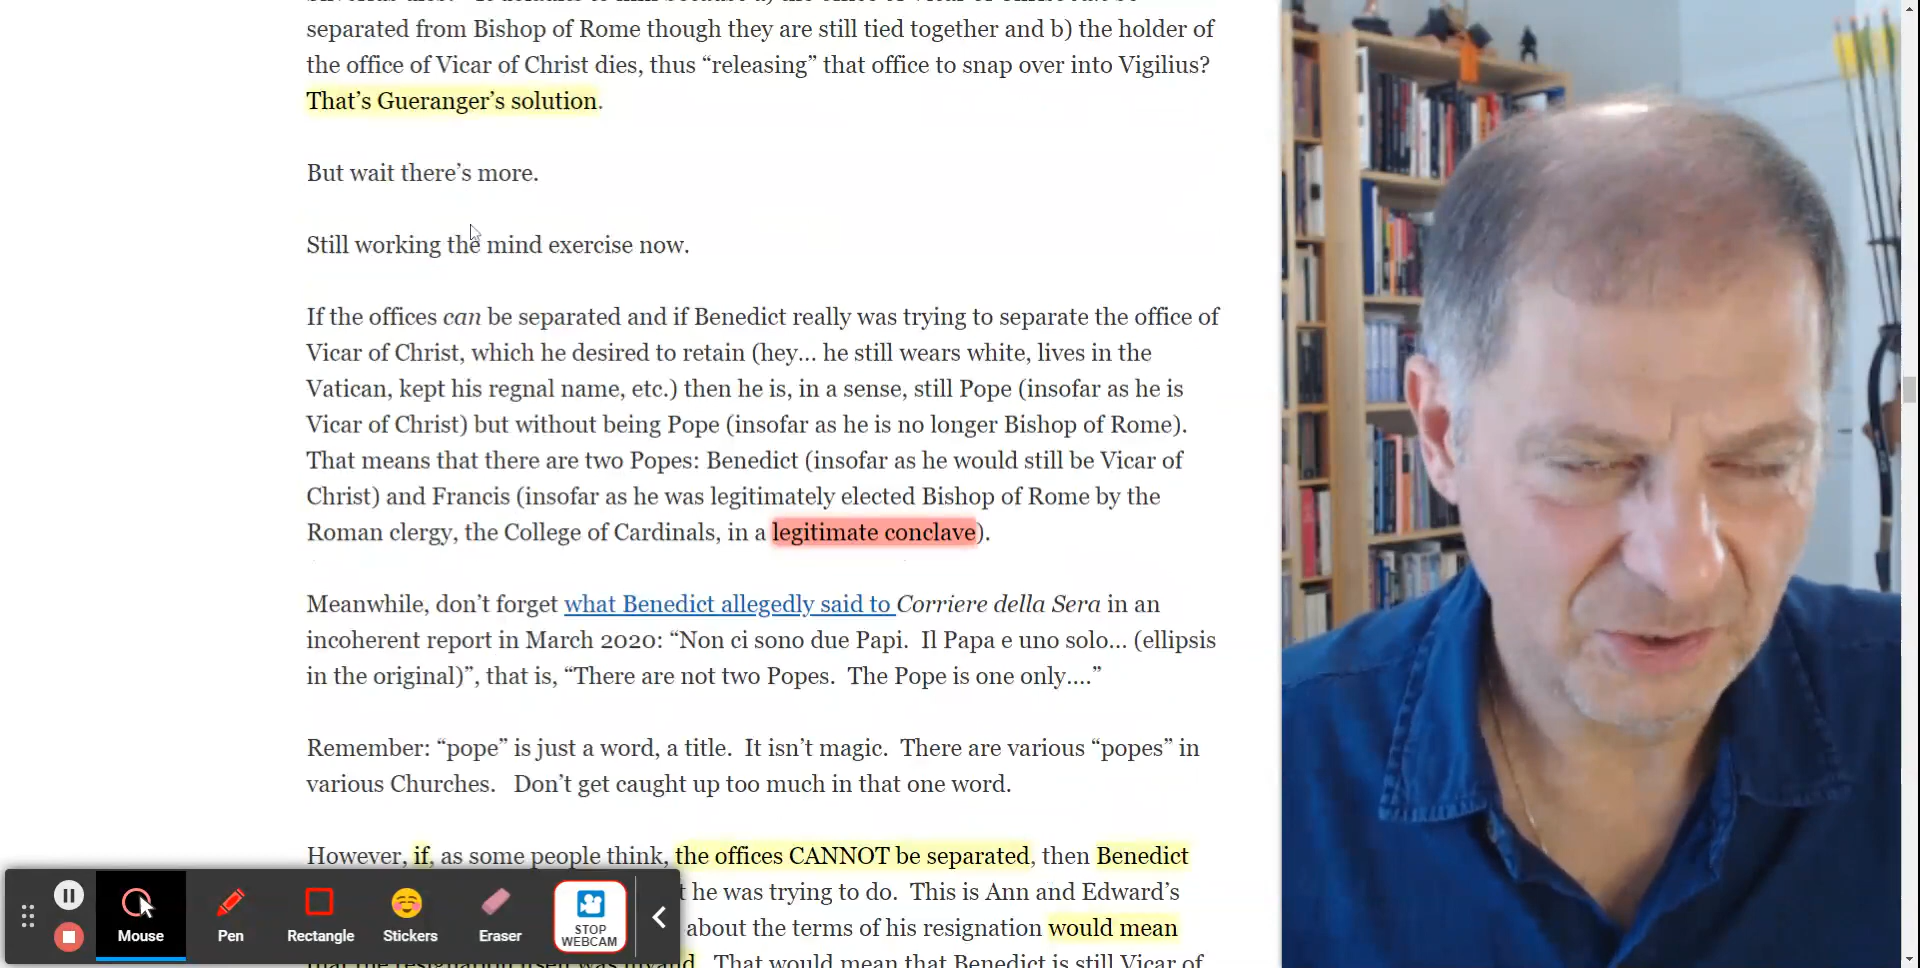 separated from Bishop of Rome though they are still tied together and b) the holder of
the office of Vicar of Christ dies, thus “releasing” that office to snap over into Vigilius?
That’s Gueranger’s solution.
But wait there’s more.
Still working the mind exercise now.
If the offices can be separated and if Benedict really was trying to separate the office of
Vicar of Christ, which he desired to retain (hey… he still wears white, lives in the
Vatican, kept his regnal name, etc.) then he is, in a sense, still Pope (insofar as he is
Vicar of Christ) but without being Pope (insofar as he is no longer Bishop of Rome).
That means that there are two Popes: Benedict (insofar as he would still be Vicar of
Christ) and Francis (insofar as he was legitimately elected Bishop of Rome by the
Roman clergy, the College of Cardinals, in a legitimate conclave).
Meanwhile, don’t forget what Benedict allegedly said to Corriere della Sera in an
incoherent report in March 2020: “Non ci sono due Papi.  Il Papa e uno solo… (ellipsis
in the original)”, that is, “There are not two Popes.  The Pope is one only….”
Remember: “pope” is just a word, a title.  It isn’t magic.  There are various “popes” in
various Churches.   Don’t get caught up too much in that one word.
However, if, as some people think, the offices CANNOT be separated, then Benedict
he was trying to do.  This is Ann and Edward’s
about the terms of his resignation would mean
That would mean that Benedict is still Vicar of
Mouse
Pen
Rectangle
Stickers
Eraser
STOP
WEBCAM